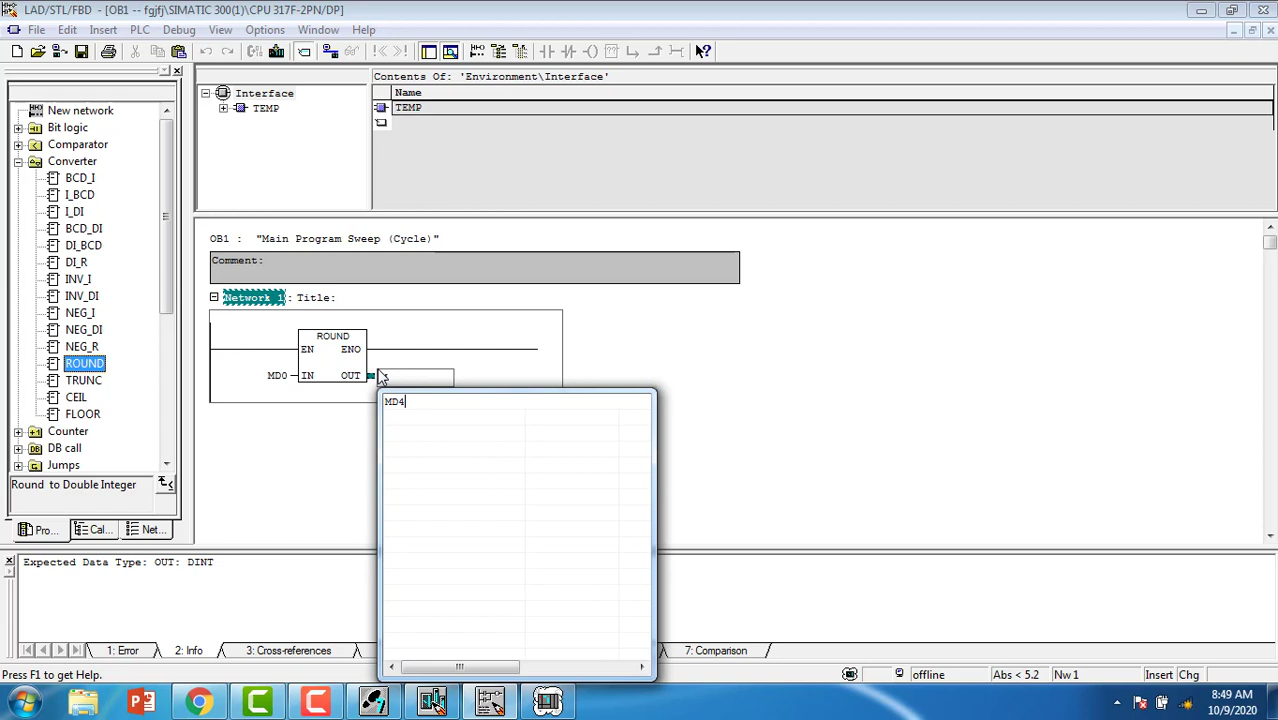 LAD/STL/FBD - [OB1 - fgjfj\SIMATIC 300(1)\CPU 317F-2PN/DP]
File Edit Insert PLC Debug View Options Window Help
Contents Of: 'Environment\Interface'
Interface
TEMP
Name
TEMP
New network
Bit logic
Comparator
Converter
BCD_I
I_BCD
I_DI
BCD_DI
DI_BCD
DI_R
INV_I
INV_DI
NEG_I
NEG_DI
NEG_R
ROUND
TRUNC
CEIL
FLOOR
Counter
DB call
Jumps
Round to Double Integer
Pro... Cal... Net...
OB1 : "Main Program Sweep (Cycle)"
Comment:
Network 1: Title:
ROUND
EN ENO
MD0 IN OUT
MD4
Expected Data Type: OUT: DINT
1: Error 2: Info 3: Cross-references 7: Comparison
Press F1 to get Help.
offline Abs < 5.2 Nw 1 Insert Chg
8:49 AM
10/9/2020